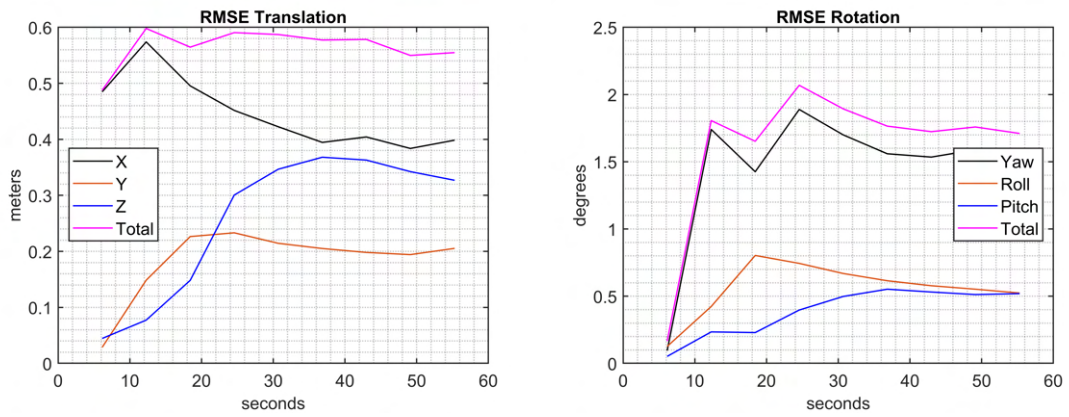 RMSE Translation
0.6
0.5
0.4
0.3
0.2
0.1
0
meters
X
Y
Z
Total
0
10
20
30
40
50
60
seconds
RMSE Rotation
2.5
2
1.5
1
0.5
0
degrees
Yaw
Roll
Pitch
Total
0
10
20
30
40
50
60
seconds